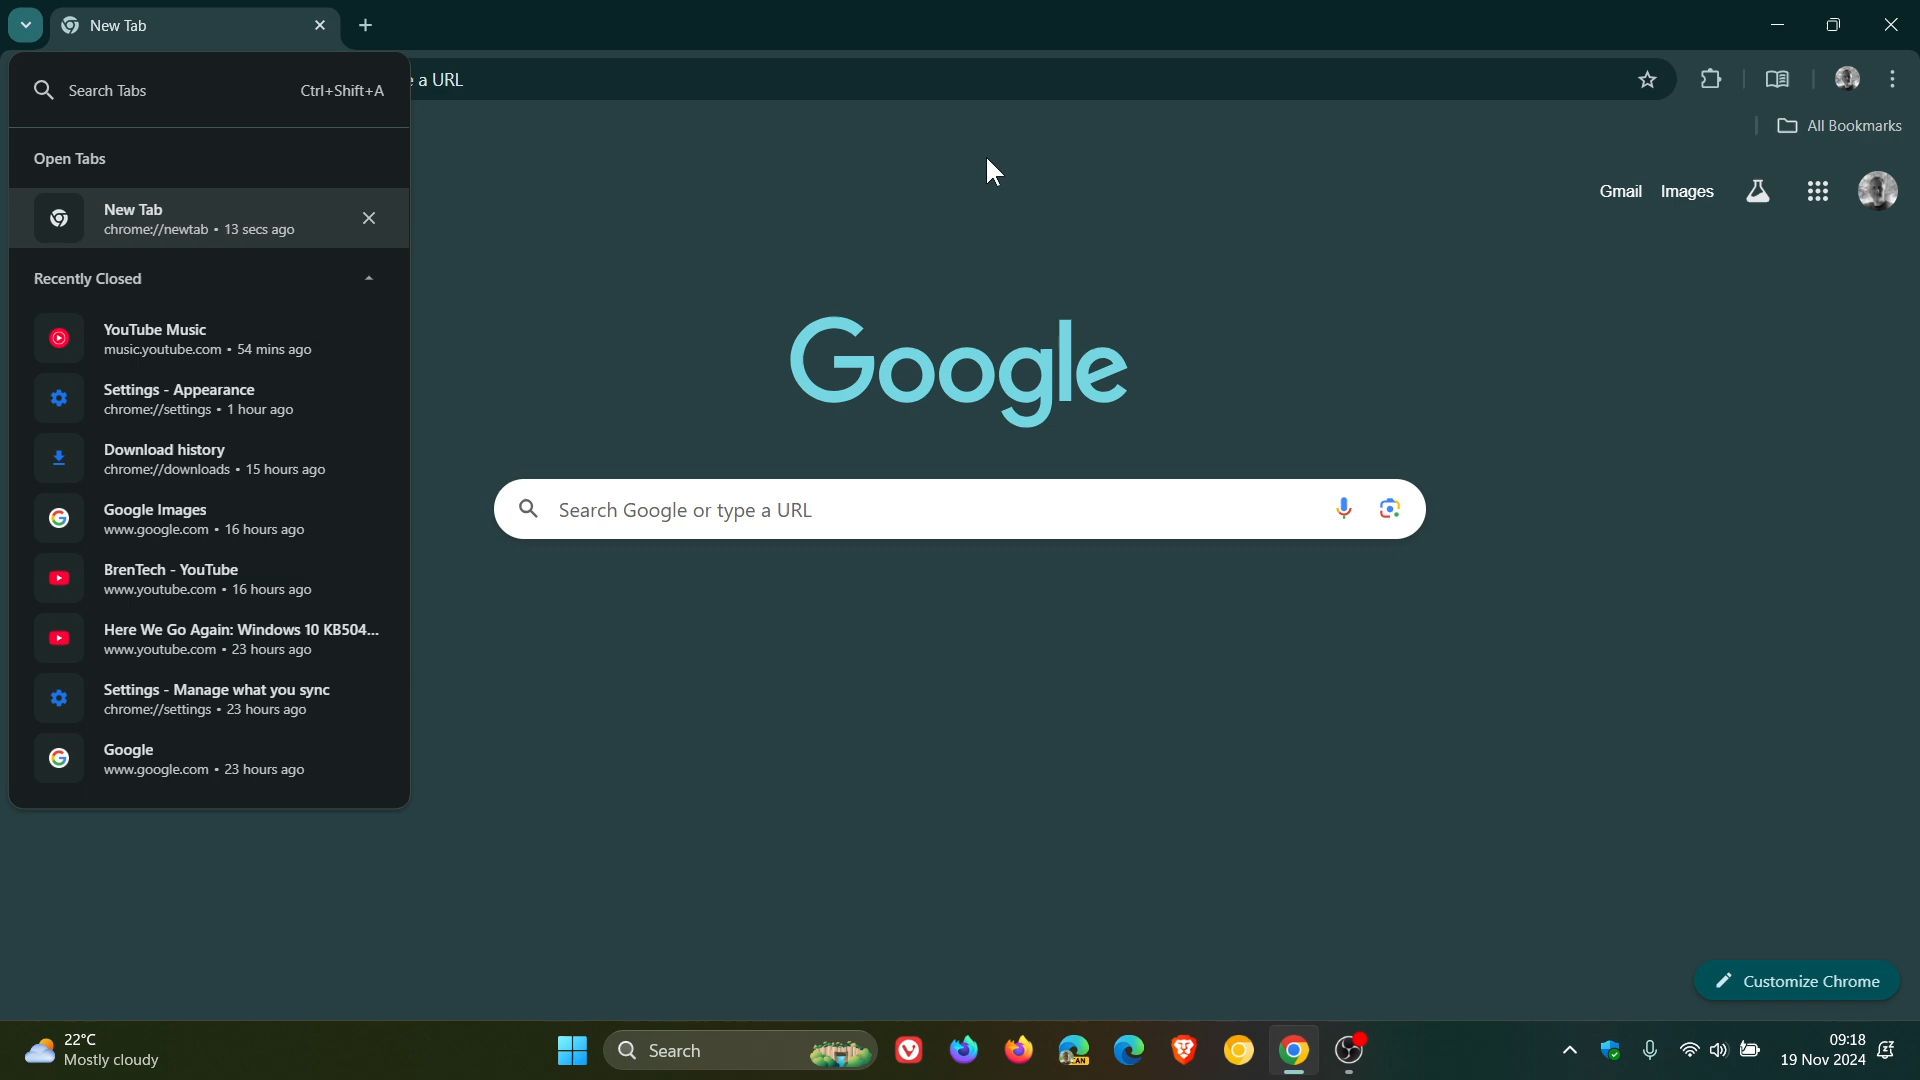 New Tab
Search Tabs Ctrl+Shift+A
e a URL
All Bookmarks
Open Tabs
New Tab
chrome://newtab • 13 secs ago
Gmail Images
Recently Closed
YouTube Music
music.youtube.com • 54 mins ago
Settings - Appearance
chrome://settings • 1 hour ago
Download history
chrome://downloads • 15 hours ago
Google Images
www.google.com • 16 hours ago
BrenTech - YouTube
www.youtube.com • 16 hours ago
Here We Go Again: Windows 10 KB504...
www.youtube.com • 23 hours ago
Settings - Manage what you sync
chrome://settings • 23 hours ago
Google
www.google.com • 23 hours ago
Google
Search Google or type a URL
Customize Chrome
22°C
Mostly cloudy
Search
CAN
09:18
19 Nov 2024